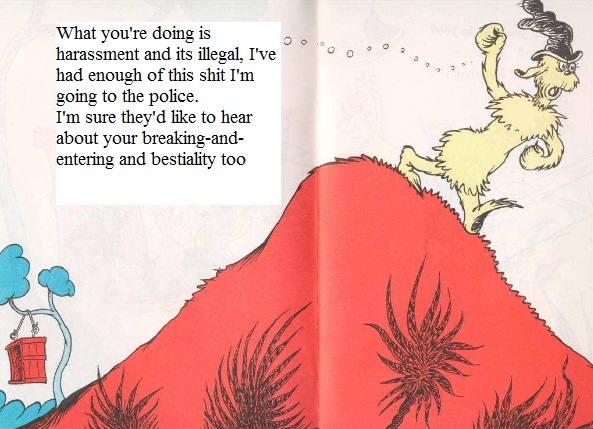 What you're doing is
harassment and its illegal, I've
had enough of this shit I'm
going to the police.
I'm sure they'd like to hear
about your breaking-and-
entering and bestiality too